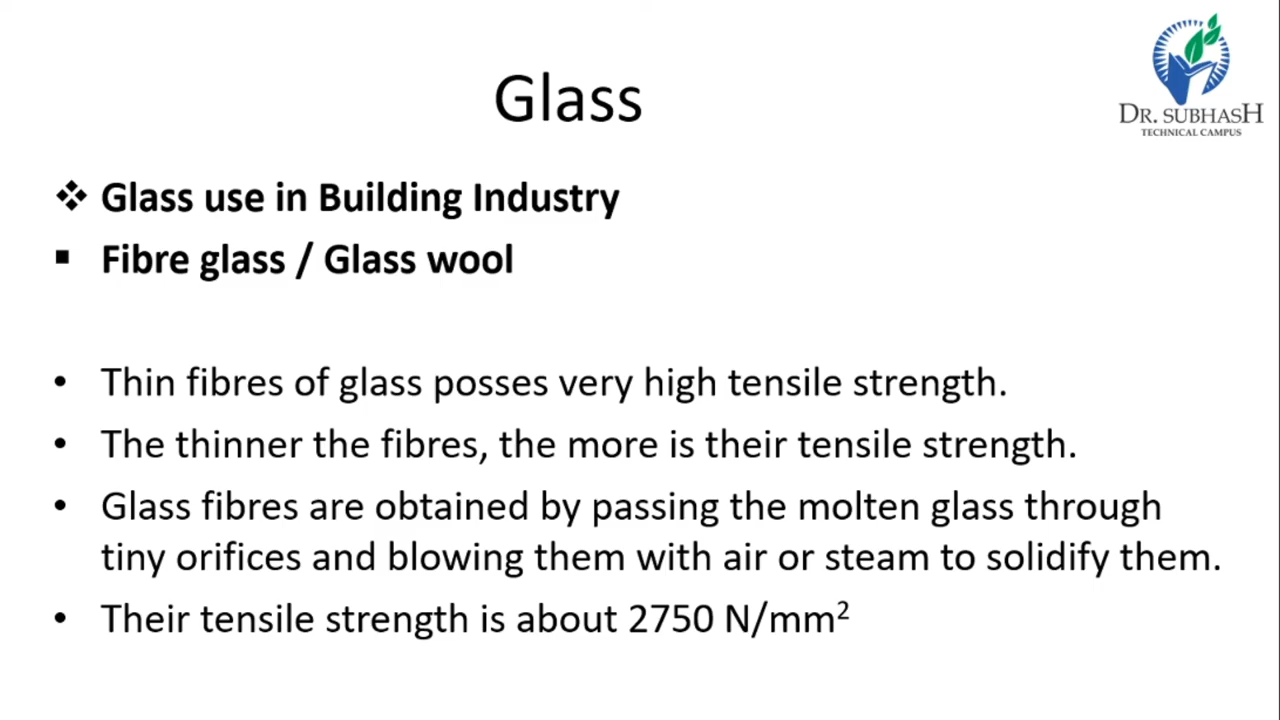 DR. SUBHASH
TECHNICAL CAMPUS
Glass
❖ Glass use in Building Industry
▪ Fibre glass / Glass wool
• Thin fibres of glass posses very high tensile strength.
• The thinner the fibres, the more is their tensile strength.
• Glass fibres are obtained by passing the molten glass through
tiny orifices and blowing them with air or steam to solidify them.
• Their tensile strength is about 2750 N/mm²